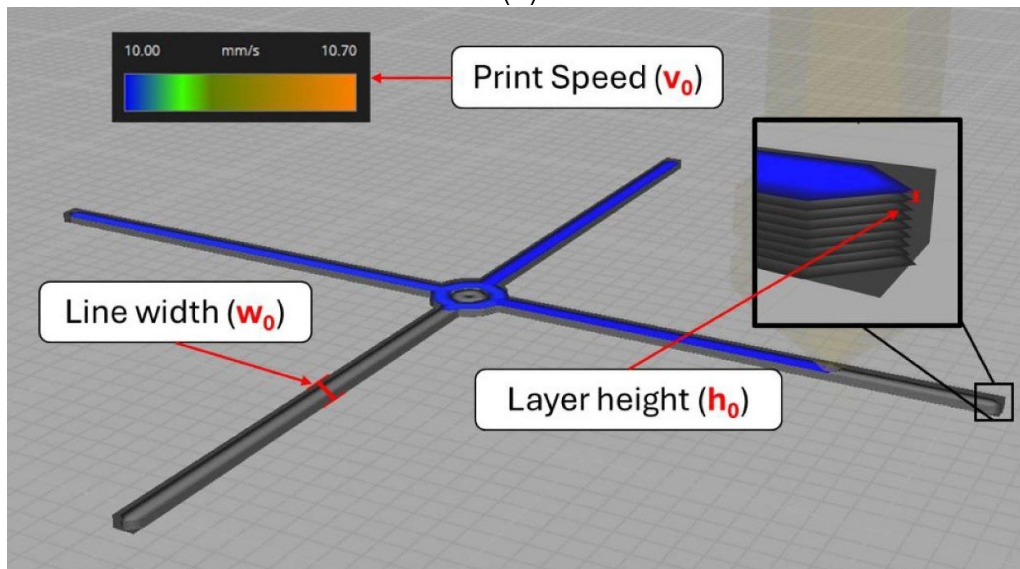 10.00 mm/s 10.70
Print Speed (v₀)
Line width (w₀)
Layer height (h₀)